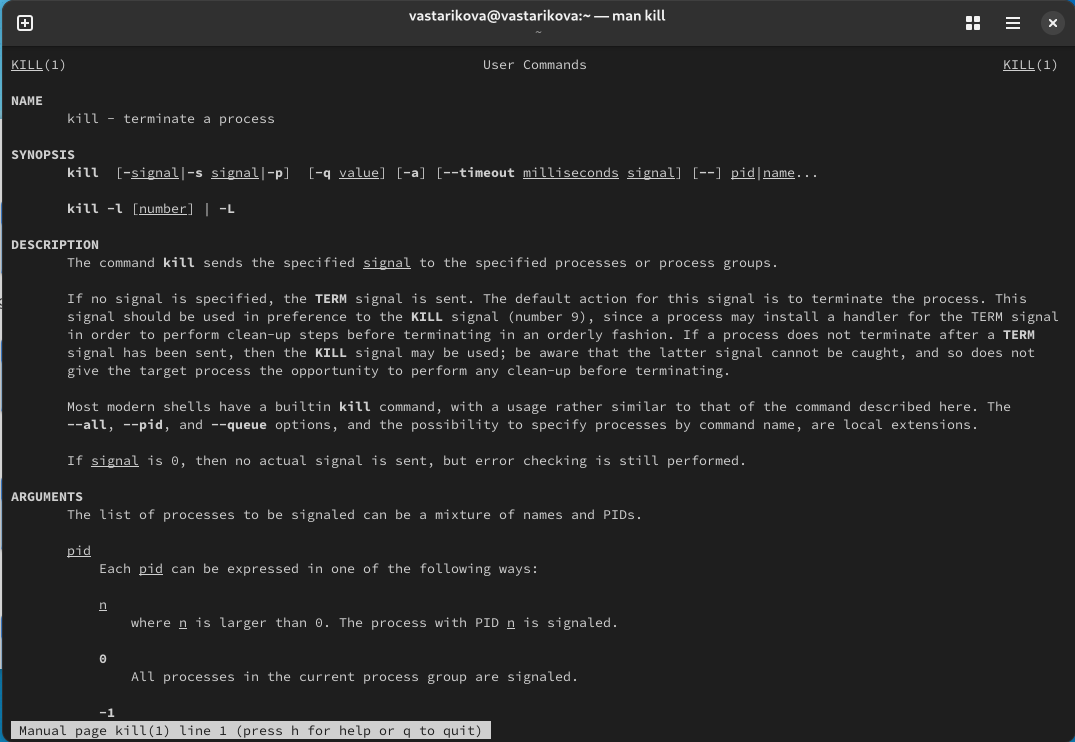 vastarikova@vastarikova:~ — man kill
~
KILL(1) User Commands KILL(1)
NAME
kill - terminate a process
SYNOPSIS
kill [-signal|-s signal|-p] [-q value] [-a] [--timeout milliseconds signal] [--] pid|name...
kill -l [number] | -L
DESCRIPTION
The command kill sends the specified signal to the specified processes or process groups.
If no signal is specified, the TERM signal is sent. The default action for this signal is to terminate the process. This
signal should be used in preference to the KILL signal (number 9), since a process may install a handler for the TERM signal
in order to perform clean-up steps before terminating in an orderly fashion. If a process does not terminate after a TERM
signal has been sent, then the KILL signal may be used; be aware that the latter signal cannot be caught, and so does not
give the target process the opportunity to perform any clean-up before terminating.
Most modern shells have a builtin kill command, with a usage rather similar to that of the command described here. The
--all, --pid, and --queue options, and the possibility to specify processes by command name, are local extensions.
If signal is 0, then no actual signal is sent, but error checking is still performed.
ARGUMENTS
The list of processes to be signaled can be a mixture of names and PIDs.
pid
Each pid can be expressed in one of the following ways:
n
where n is larger than 0. The process with PID n is signaled.
0
All processes in the current process group are signaled.
-1
Manual page kill(1) line 1 (press h for help or q to quit)